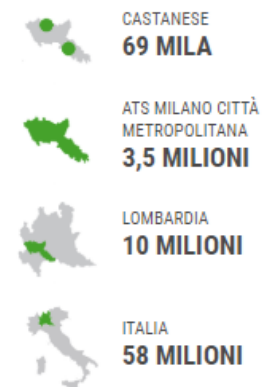 CASTANESE
69 MILA
ATS MILANO CITTÀ
METROPOLITANA
3,5 MILIONI
LOMBARDIA
10 MILIONI
ITALIA
58 MILIONI